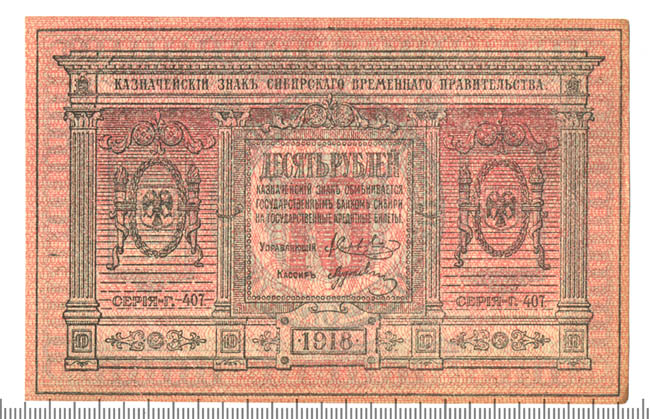 КАЗНАЧЕЙСКІЙ ЗНАКЪ СИБИРСКАГО ВРЕМЕННАГО ПРАВИТЕЛЬСТВА.
ДЕСЯТЬ РУБЛЕЙ
КАЗНАЧЕЙСКІЙ ЗНАКЪ ОБМѢНИВАЕТСЯ
ГОСУДАРСТВЕННЫМЪ БАНКОМЪ СИБИРИ
НА ГОСУДАРСТВЕННЫЕ КРЕДИТНЫЕ БИЛЕТЫ.
УПРАВЛЯЮЩІЙ
КАССИРЪ
СЕРІЯ-Г. -407
СЕРІЯ-Г. 407
·1918·